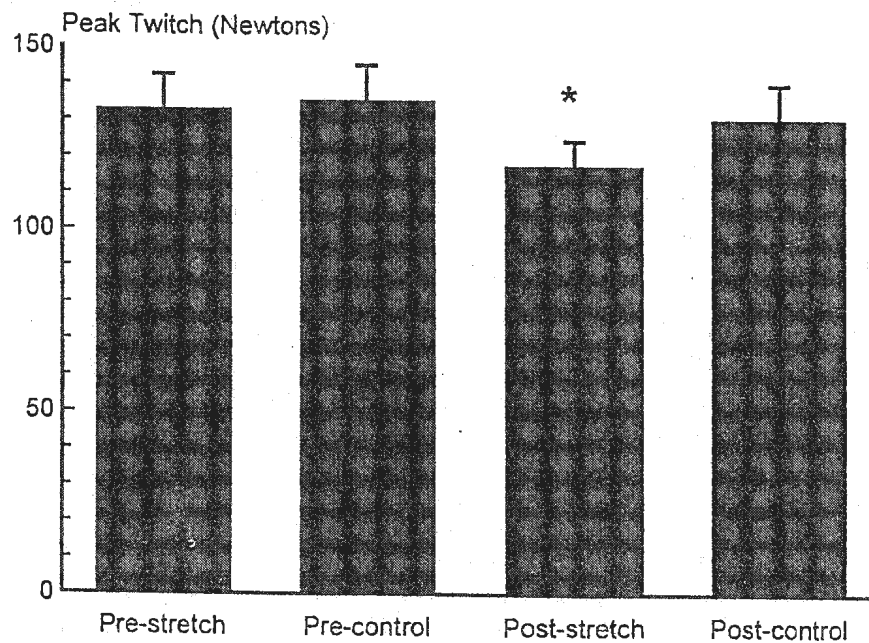 Peak Twitch (Newtons)
150
*
100
50
0
Pre-stretch Pre-control Post-stretch Post-control